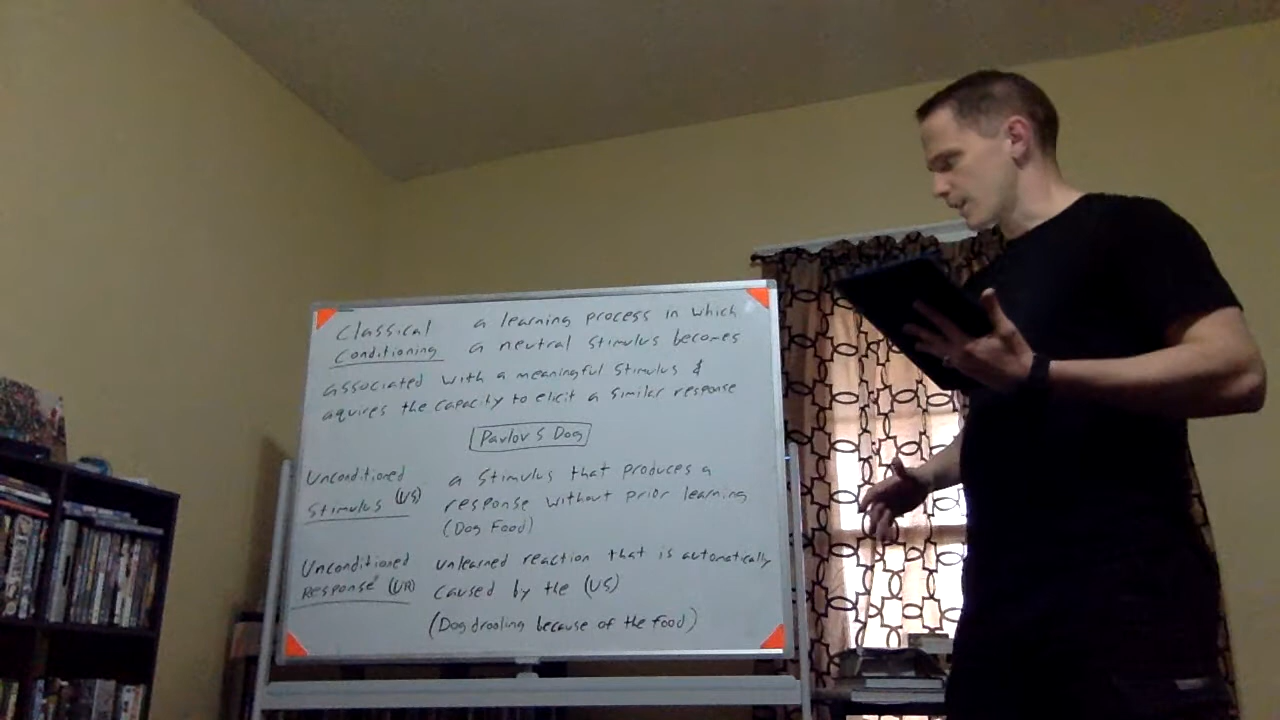 Classical a learning process in which
Conditioning a neutral stimulus becomes
associated with a meaningful stimulus &
aquires the capacity to elicit a similar response
Pavlov's Dog
Unconditioned a stimulus that produces a
Stimulus (US) response without prior learning
(Dog Food)
Unconditioned unlearned reaction that is automatically
Response (UR) caused by the (US)
(Dog drooling because of the food)